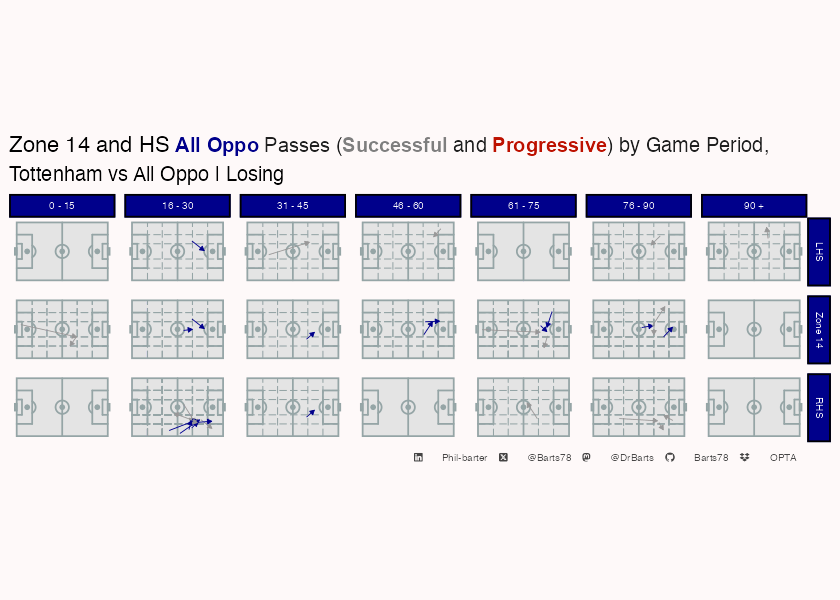 Zone 14 and HS All Oppo Passes (Successful and Progressive) by Game Period,
Tottenham vs All Oppo | Losing
0 - 15 16 - 30 31 - 45 46 - 60 61 - 75 76 - 90 90 +
LHS
Zone 14
RHS
Phil-barter @Barts78 @DrBarts Barts78 OPTA